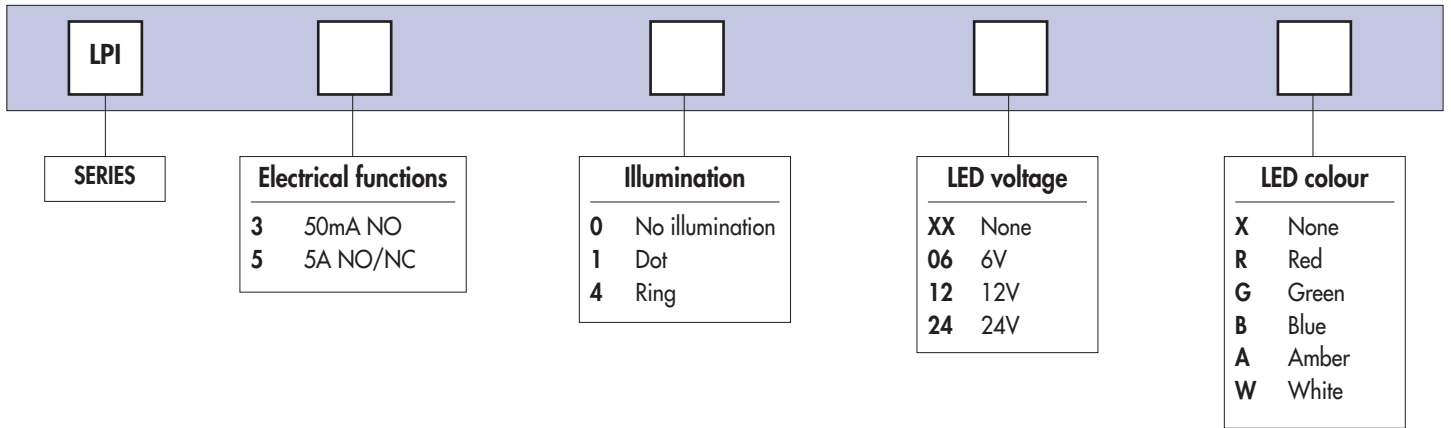 LPI
SERIES
Electrical functions
3 50mA NO
5 5A NO/NC
Illumination
0 No illumination
1 Dot
4 Ring
LED voltage
XX None
06 6V
12 12V
24 24V
LED colour
X None
R Red
G Green
B Blue
A Amber
W White